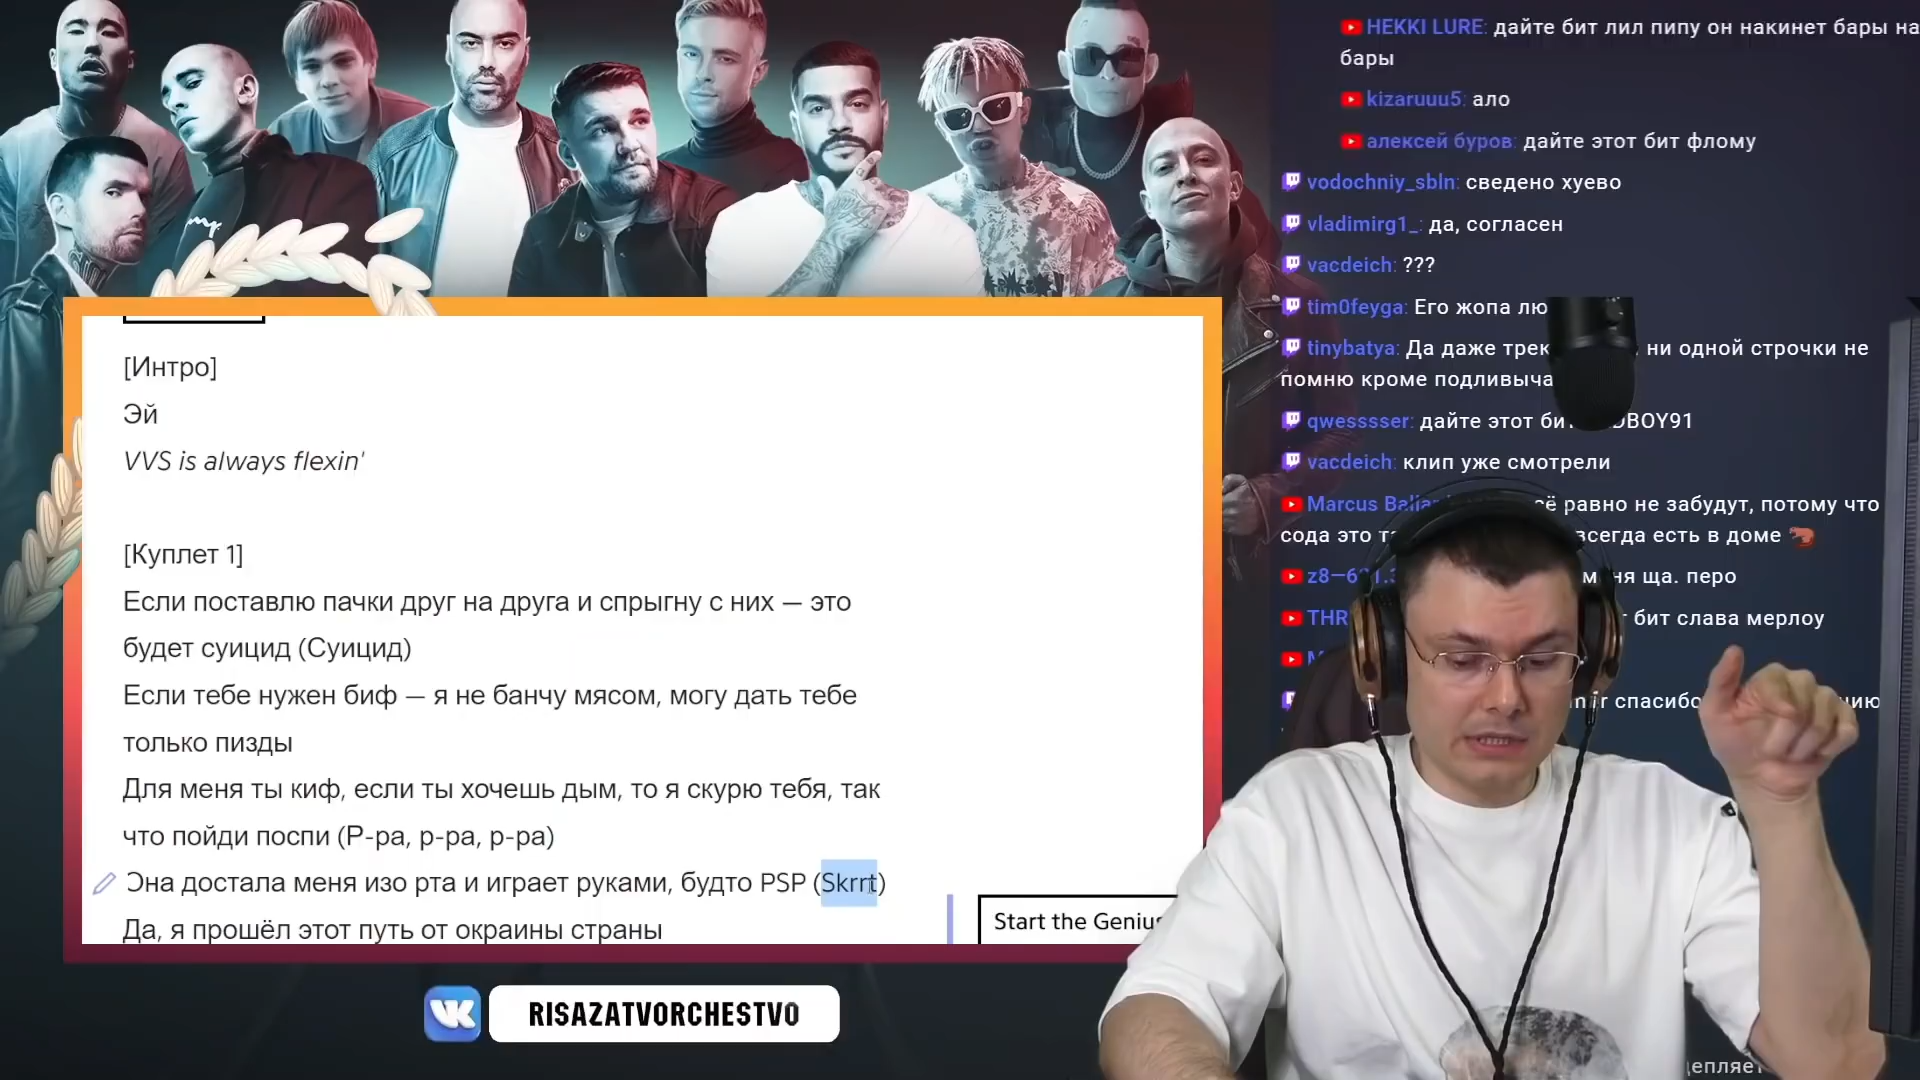 HEKKI LURE: дайте бит лил пипу он накинет бары на
бары
kizaruuu5: ало
алексей буров: дайте этот бит флому
vodochniy_sbln: сведено хуево
vladimirg1_: да, согласен
vacdeich: ???
tim0feyga: Его жопа лю
tinybatya: Да даже трек ни одной строчки не
помню кроме подливыча
qwesssser: дайте этот би DBOY91
vacdeich: клип уже смотрели
Marcus всё равно не забудут, потому что
сода это всегда есть в доме
ща. перо
THR бит слава мерлоу
спасибо
[Интро]
Эй
VVS is always flexin'
[Куплет 1]
Если поставлю пачки друг на друга и спрыгну с них — это
будет суицид (Суицид)
Если тебе нужен биф — я не банчу мясом, могу дать тебе
только пизды
Для меня ты киф, если ты хочешь дым, то я скурю тебя, так
что пойди поспи (Р-ра, р-ра, р-ра)
Она достала меня изо рта и играет руками, будто PSP (Skrrt)
Да, я прошёл этот путь от окраины страны
Start the Genius
VK RISAZATVORCHESTVO